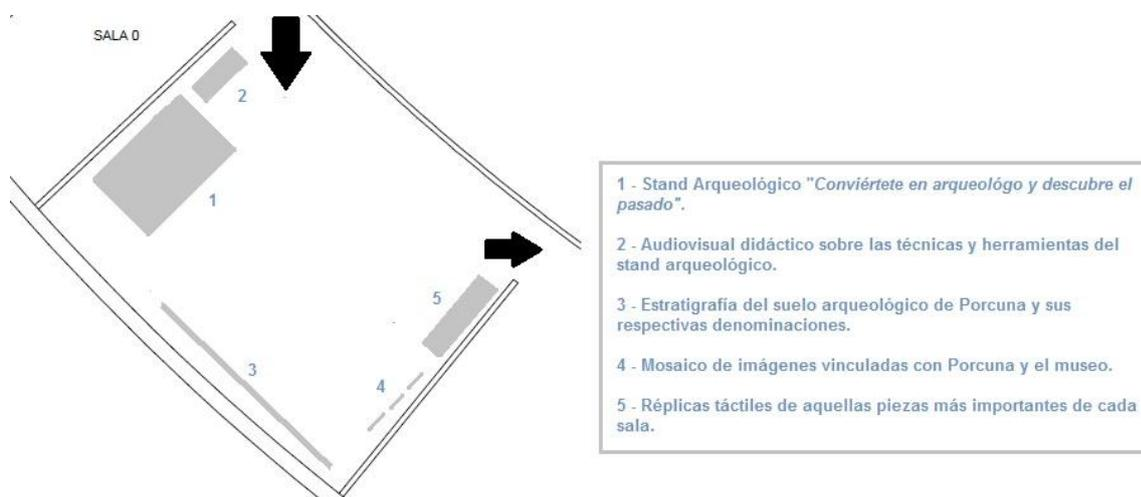 SALA 0
2
1
5
3
4
1 - Stand Arqueológico "Conviértete en arqueológo y descubre el
pasado".
2 - Audiovisual didáctico sobre las técnicas y herramientas del
stand arqueológico.
3 - Estratigrafía del suelo arqueológico de Porcuna y sus
respectivas denominaciones.
4 - Mosaico de imágenes vinculadas con Porcuna y el museo.
5 - Réplicas táctiles de aquellas piezas más importantes de cada
sala.